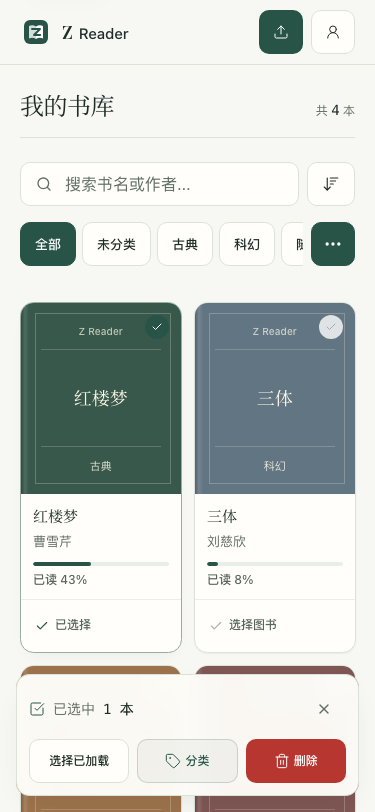 Z Reader
我的书库
共 4 本
搜索书名或作者...
全部
未分类
古典
科幻
Z Reader
红楼梦
古典
Z Reader
三体
科幻
红楼梦
曹雪芹
已读 43%
已选择
三体
刘慈欣
已读 8%
选择图书
已选中 1 本
选择已加载
分类
删除